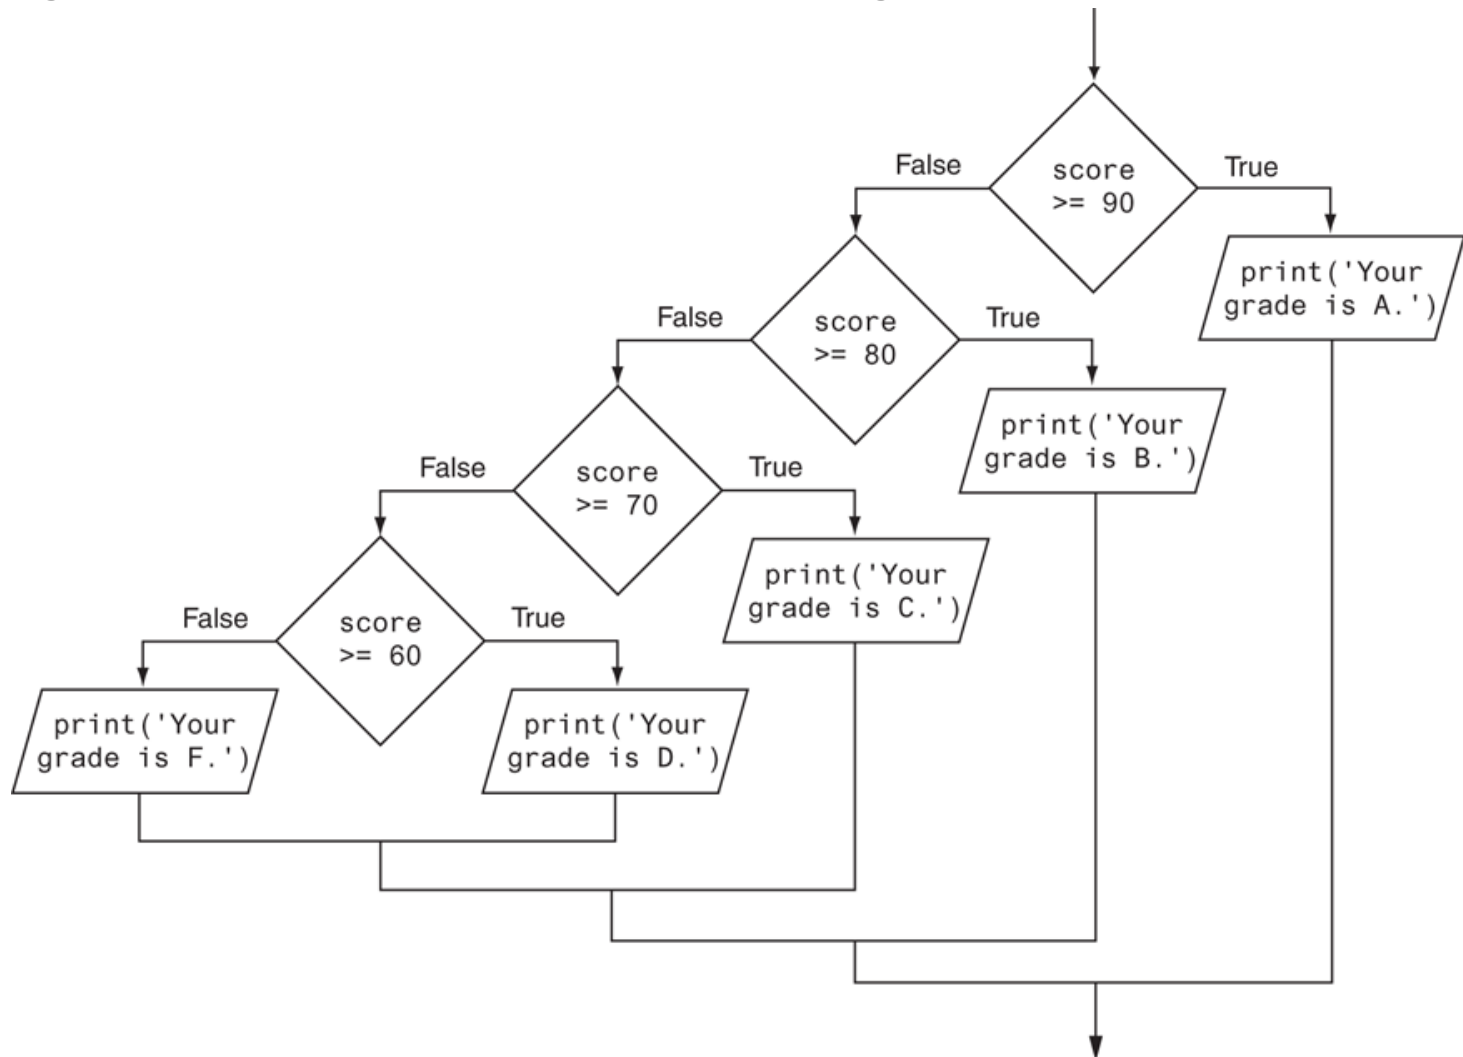 False
score
>= 90
True
print('Your
grade is A.')
False
score
>= 80
True
print('Your
grade is B.')
False
score
>= 70
True
print('Your
grade is C.')
False
score
>= 60
True
print('Your
grade is F.')
print('Your
grade is D.')